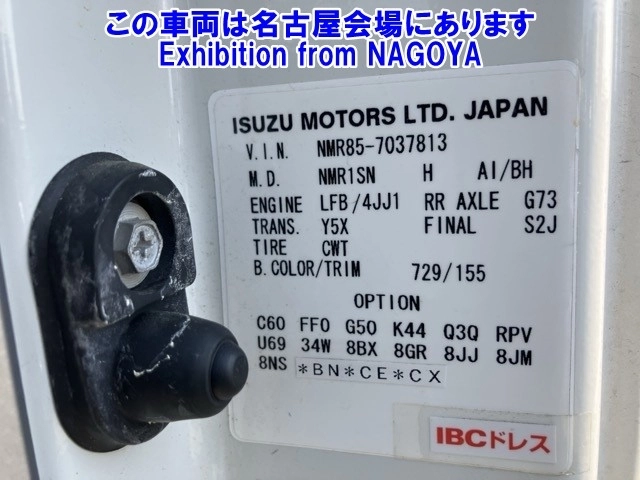 この車両は名古屋会場にあります
Exhibition from NAGOYA
ISUZU MOTORS LTD. JAPAN
V.I.N. NMR85-7037813
M.D. NMR1SN H AI/BH
ENGINE LFB/4JJ1 RR AXLE G73
TRANS. Y5X FINAL S2J
TIRE CWT
B.COLOR/TRIM 729/155
OPTION
C60 FF0 G50 K44 Q3Q RPV
U69 34W 8BX 8GR 8JJ 8JM
8NS *BN*CE*CX
IBCドレス